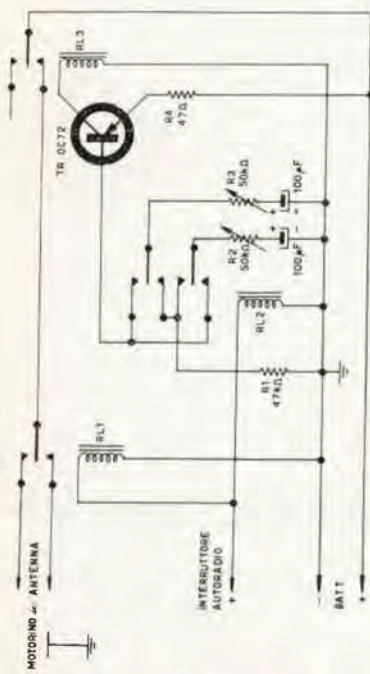 MOTORINO di ANTENNA
RL1
INTERRUTTORE
AUTORADIO
+
-
BATT
+
R1
47kΩ
RL2
R2
50kΩ
+
-
100µF
R3
50kΩ
+
-
100µF
TR OC72
R4
47Ω
RL3